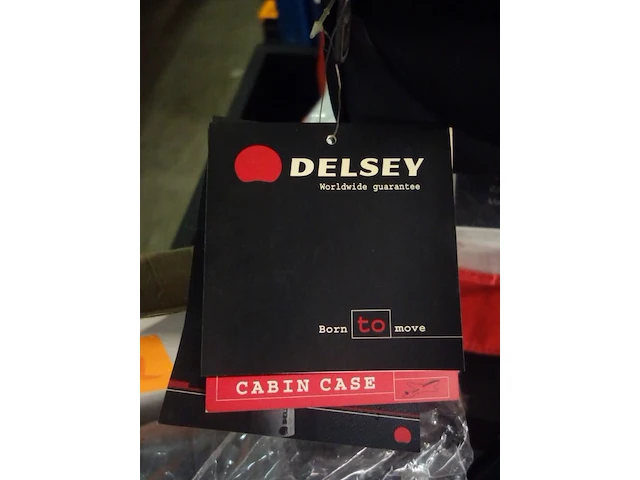 DELSEY
Worldwide guarantee
Born to move
CABIN CASE